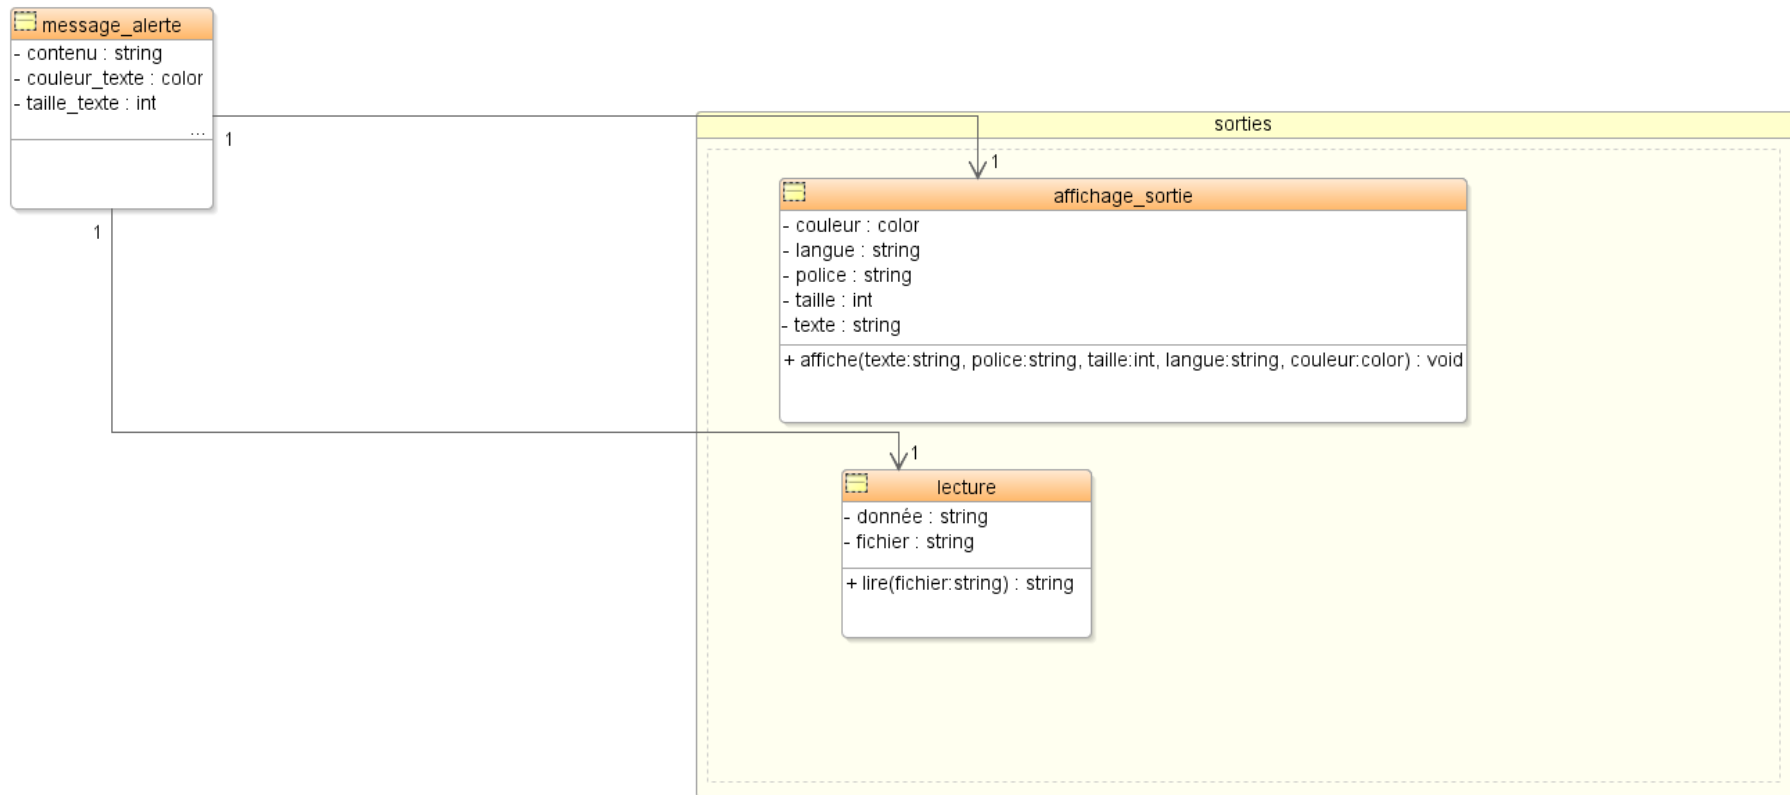 message_alerte
- contenu : string
- couleur_texte : color
- taille_texte : int
...
1
1
sorties
1
affichage_sortie
- couleur : color
- langue : string
- police : string
- taille : int
- texte : string
+ affiche(texte:string, police:string, taille:int, langue:string, couleur:color) : void
1
lecture
- donnée : string
- fichier : string
+ lire(fichier:string) : string